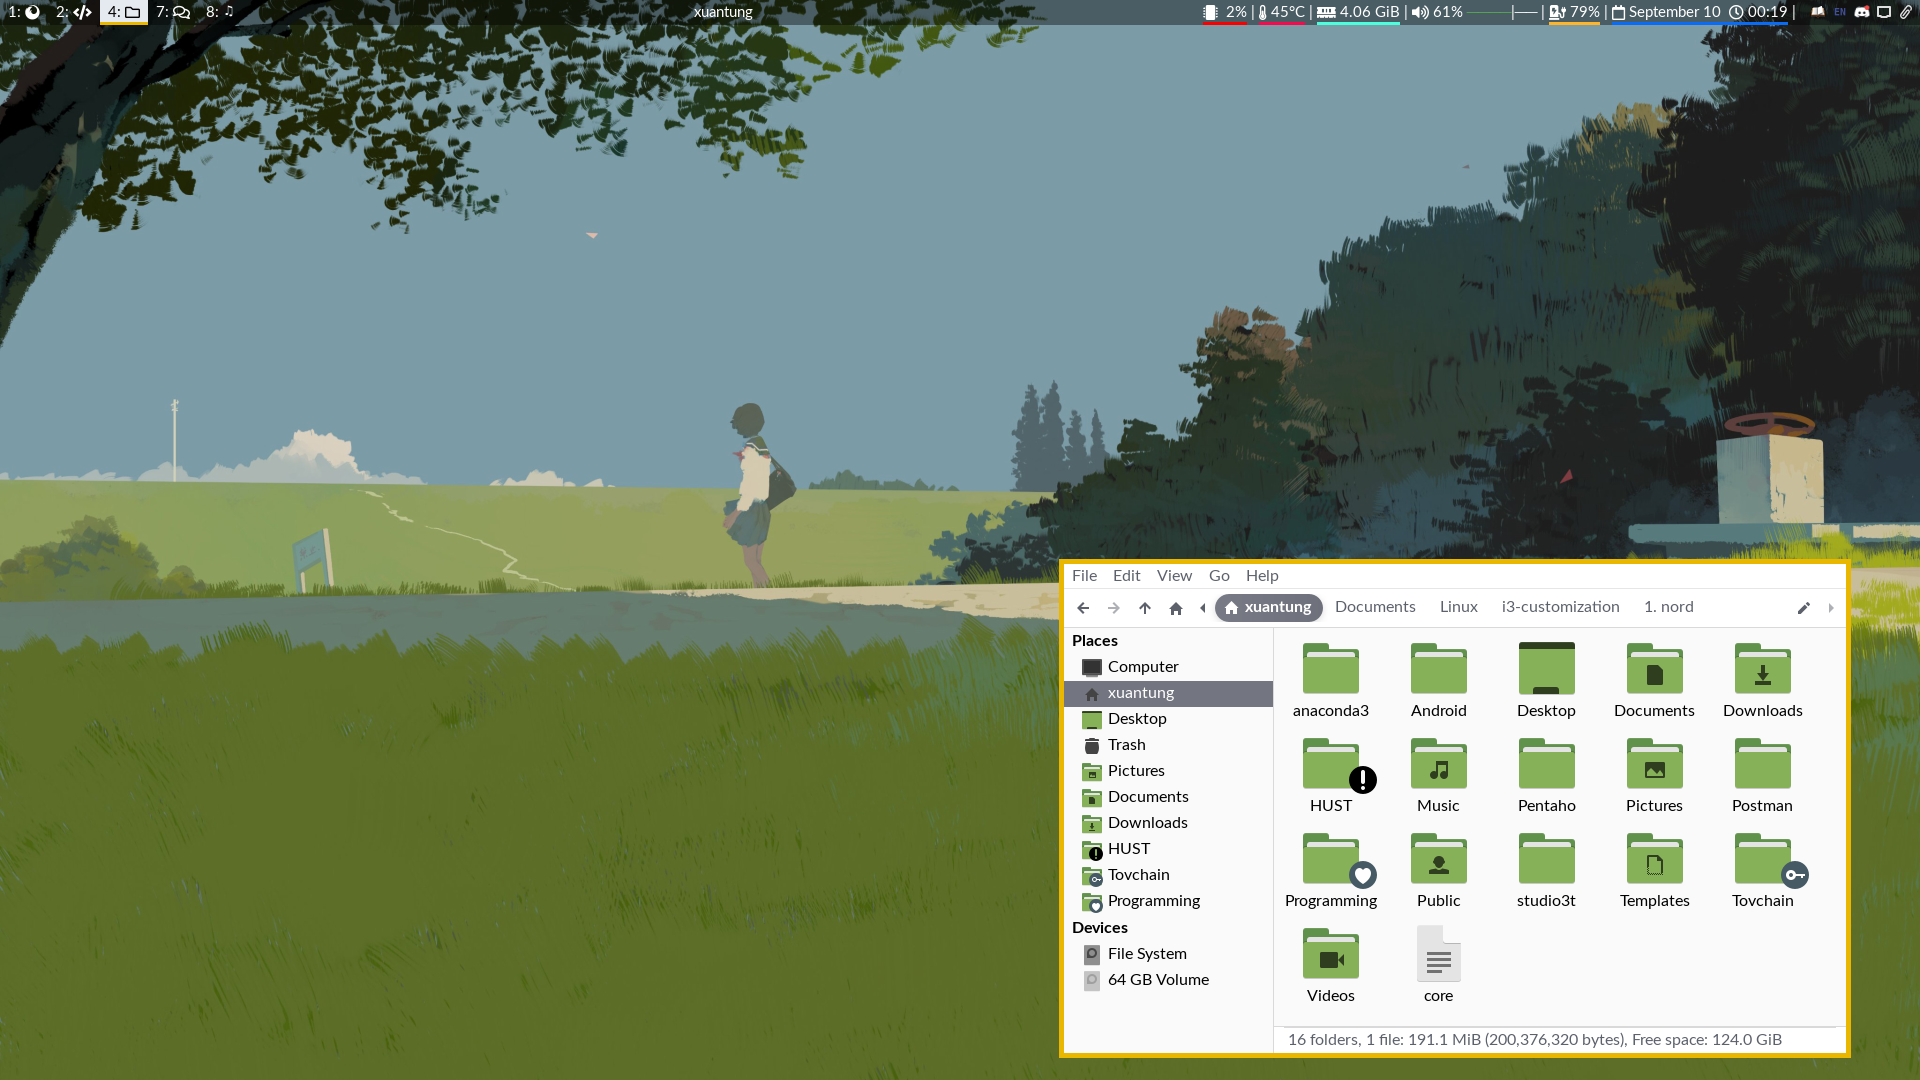 1: 2: 4: 7: 8:
xuantung
2% | 45°C | 4.06 GiB | 61% | 79% | September 10 00:19 | EN
File Edit View Go Help
xuantung Documents Linux i3-customization 1. nord
Places
Computer
xuantung
Desktop
Trash
Pictures
Documents
Downloads
HUST
Tovchain
Programming
Devices
File System
64 GB Volume
anaconda3 Android Desktop Documents Downloads
HUST Music Pentaho Pictures Postman
Programming Public studio3t Templates Tovchain
Videos core
16 folders, 1 file: 191.1 MiB (200,376,320 bytes), Free space: 124.0 GiB